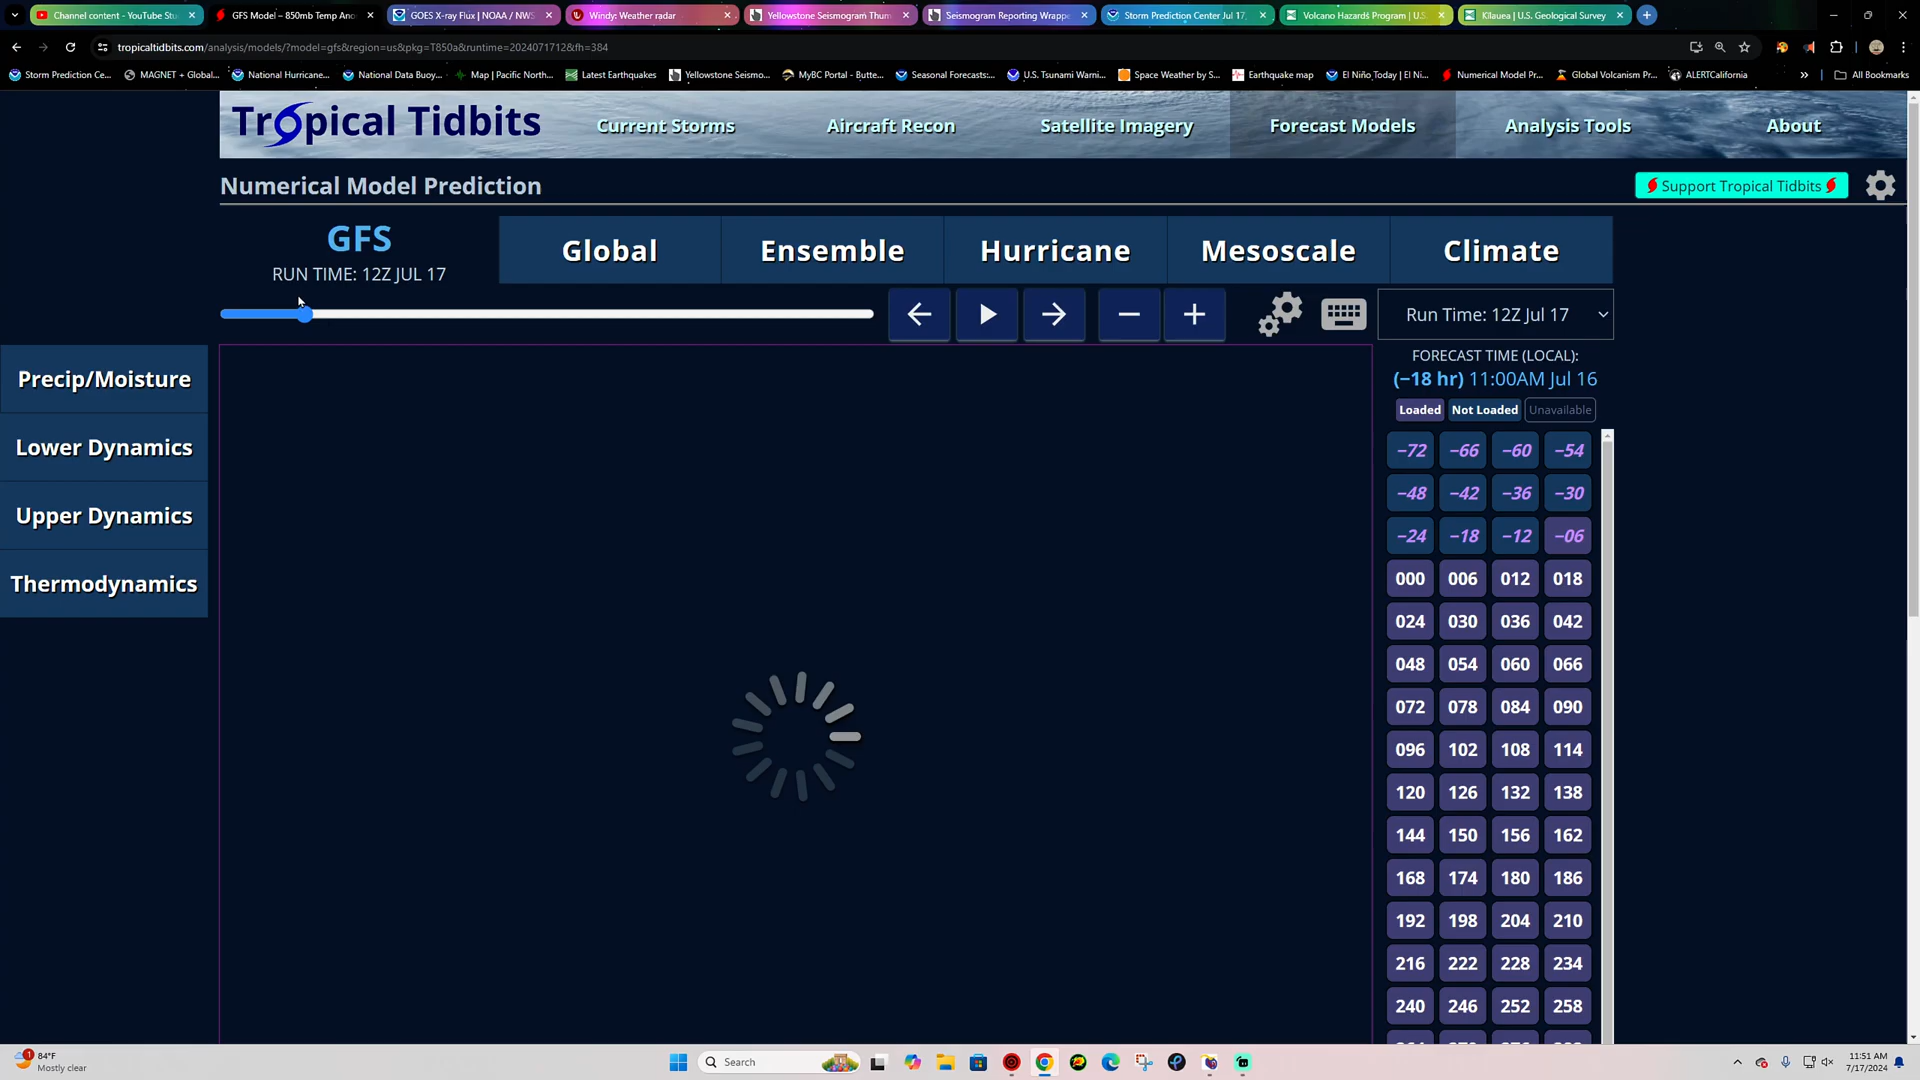 Channel content - YouTube Stu
GFS Model – 850mb Temp Ano
GOES X-ray Flux | NOAA / NWS
Windy: Weather radar
Yellowstone Seismogram Thum
Seismogram Reporting Wrappe
Storm Prediction Center Jul 17,
Volcano Hazards Program | U.S.
Kilauea | U.S. Geological Survey
tropicaltidbits.com/analysis/models/?model=gfs&region=us&pkg=T850a&runtime=2024071712&fh=384
Storm Prediction Ce...
MAGNET + Global...
National Hurricane...
National Data Buoy...
Map | Pacific North...
Latest Earthquakes
Yellowstone Seismo...
MyBC Portal - Butte...
Seasonal Forecasts:...
U.S. Tsunami Warni...
Space Weather by S...
Earthquake map
El Niño Today | El Ni...
Numerical Model Pr...
Global Volcanism Pr...
ALERTCalifornia
»
All Bookmarks
Tropical Tidbits
Current Storms
Aircraft Recon
Satellite Imagery
Forecast Models
Analysis Tools
About
Numerical Model Prediction
Support Tropical Tidbits
GFS
RUN TIME: 12Z JUL 17
Global
Ensemble
Hurricane
Mesoscale
Climate
Run Time: 12Z Jul 17
Precip/Moisture
Lower Dynamics
Upper Dynamics
Thermodynamics
FORECAST TIME (LOCAL):
(−18 hr) 11:00AM Jul 16
Loaded Not Loaded Unavailable
−72 −66 −60 −54
−48 −42 −36 −30
−24 −18 −12 −06
000 006 012 018
024 030 036 042
048 054 060 066
072 078 084 090
096 102 108 114
120 126 132 138
144 150 156 162
168 174 180 186
192 198 204 210
216 222 228 234
240 246 252 258
84°F
Mostly clear
Search
11:51 AM
7/17/2024